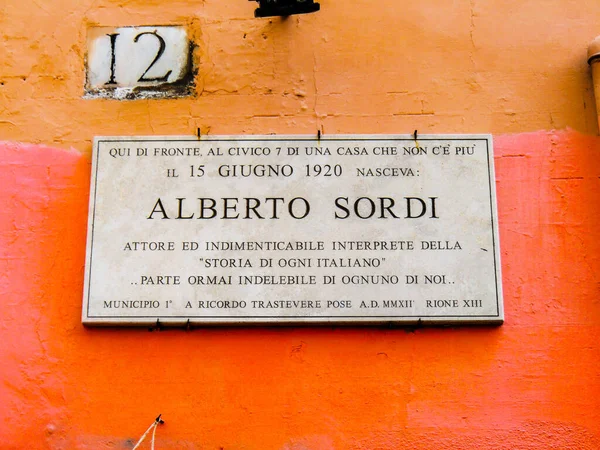 12
QUI DI FRONTE, AL CIVICO 7 DI UNA CASA CHE NON C'E' PIU'
IL 15 GIUGNO 1920 NASCEVA:
ALBERTO SORDI
ATTORE ED INDIMENTICABILE INTERPRETE DELLA
"STORIA DI OGNI ITALIANO"
..PARTE ORMAI INDELEBILE DI OGNUNO DI NOI..
MUNICIPIO I° A RICORDO TRASTEVERE POSE A.D. MMXII RIONE XIII